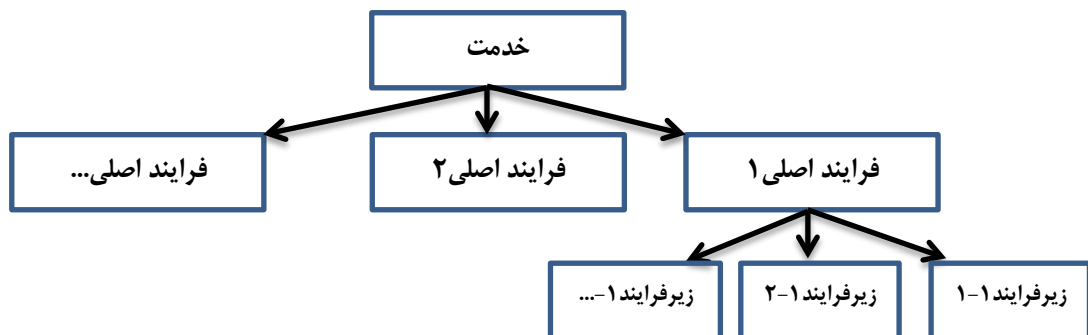 خدمت
فرایند اصلی۱
فرایند اصلی۲
فرایند اصلی...
زیرفرایند۱-۱
زیرفرایند۱-۲
زیرفرایند۱-...